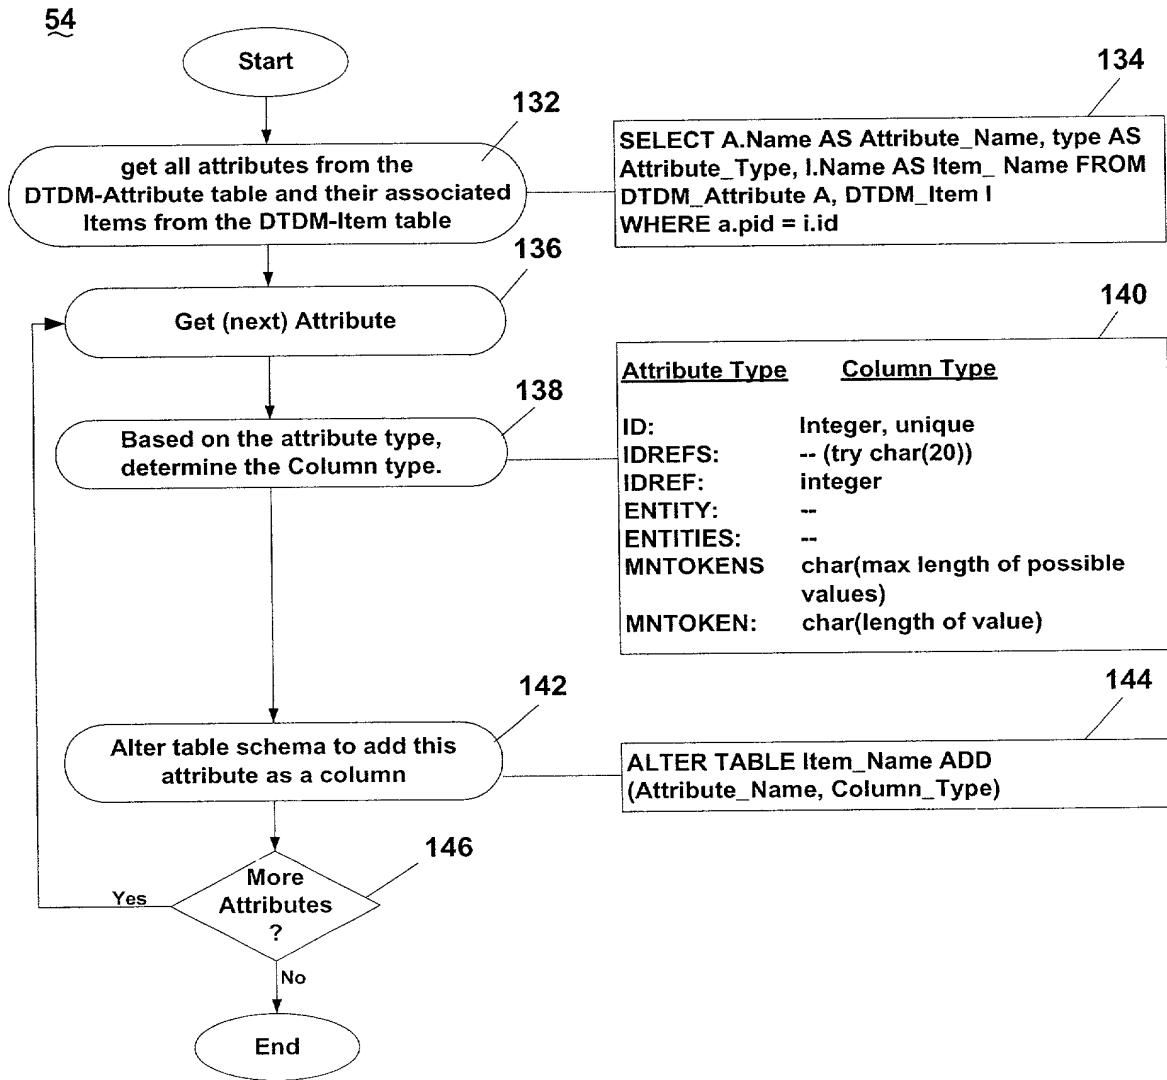 54
Start
132
get all attributes from the
DTDM-Attribute table and their associated
Items from the DTDM-Item table
134
SELECT A.Name AS Attribute_Name, type AS
Attribute_Type, I.Name AS Item_ Name FROM
DTDM_Attribute A, DTDM_Item I
WHERE a.pid = i.id
136
Get (next) Attribute
138
Based on the attribute type,
determine the Column type.
140
Attribute Type Column Type
ID: Integer, unique
IDREFS: -- (try char(20))
IDREF: integer
ENTITY: --
ENTITIES: --
MNTOKENS char(max length of possible
values)
MNTOKEN: char(length of value)
142
Alter table schema to add this
attribute as a column
144
ALTER TABLE Item_Name ADD
(Attribute_Name, Column_Type)
146
More
Attributes
?
Yes
No
End